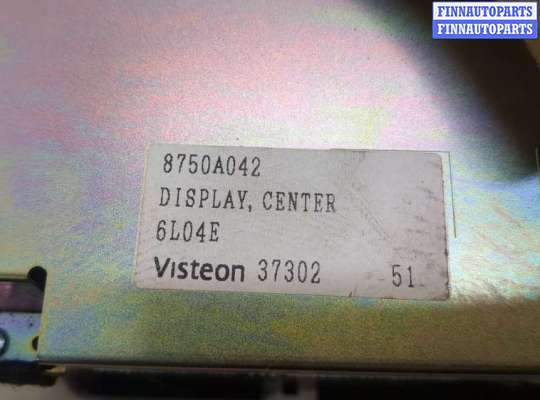 FINNAUTOPARTS
FINNAUTOPARTS
8750A042
DISPLAY, CENTER
6L04E
Visteon 37302 51